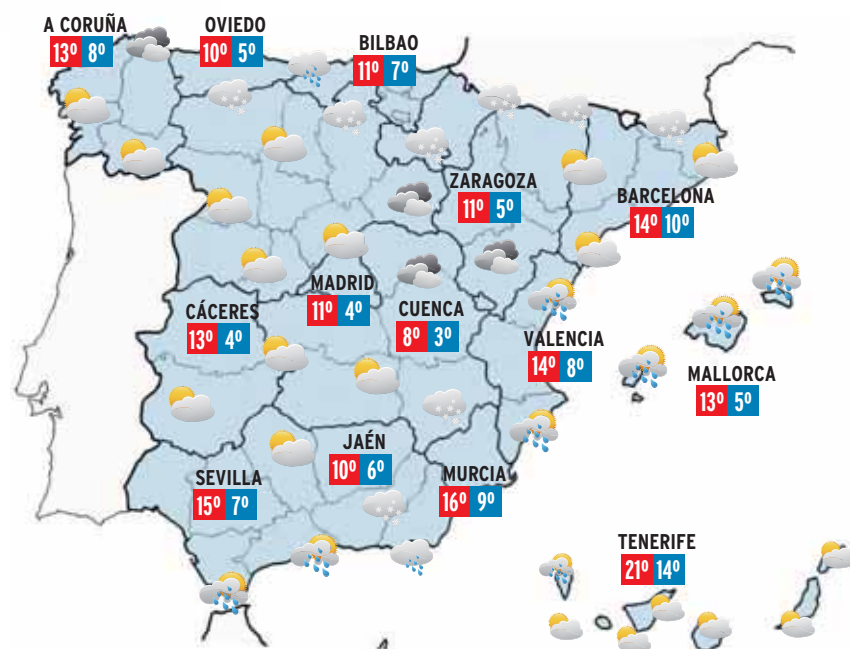 A CORUÑA
13º 8º
OVIEDO
10º 5º
BILBAO
11º 7º
ZARAGOZA
11º 5º
BARCELONA
14º 10º
MADRID
11º 4º
CÁCERES
13º 4º
CUENCA
8º 3º
VALENCIA
14º 8º
MALLORCA
13º 5º
JAÉN
10º 6º
SEVILLA
15º 7º
MURCIA
16º 9º
TENERIFE
21º 14º